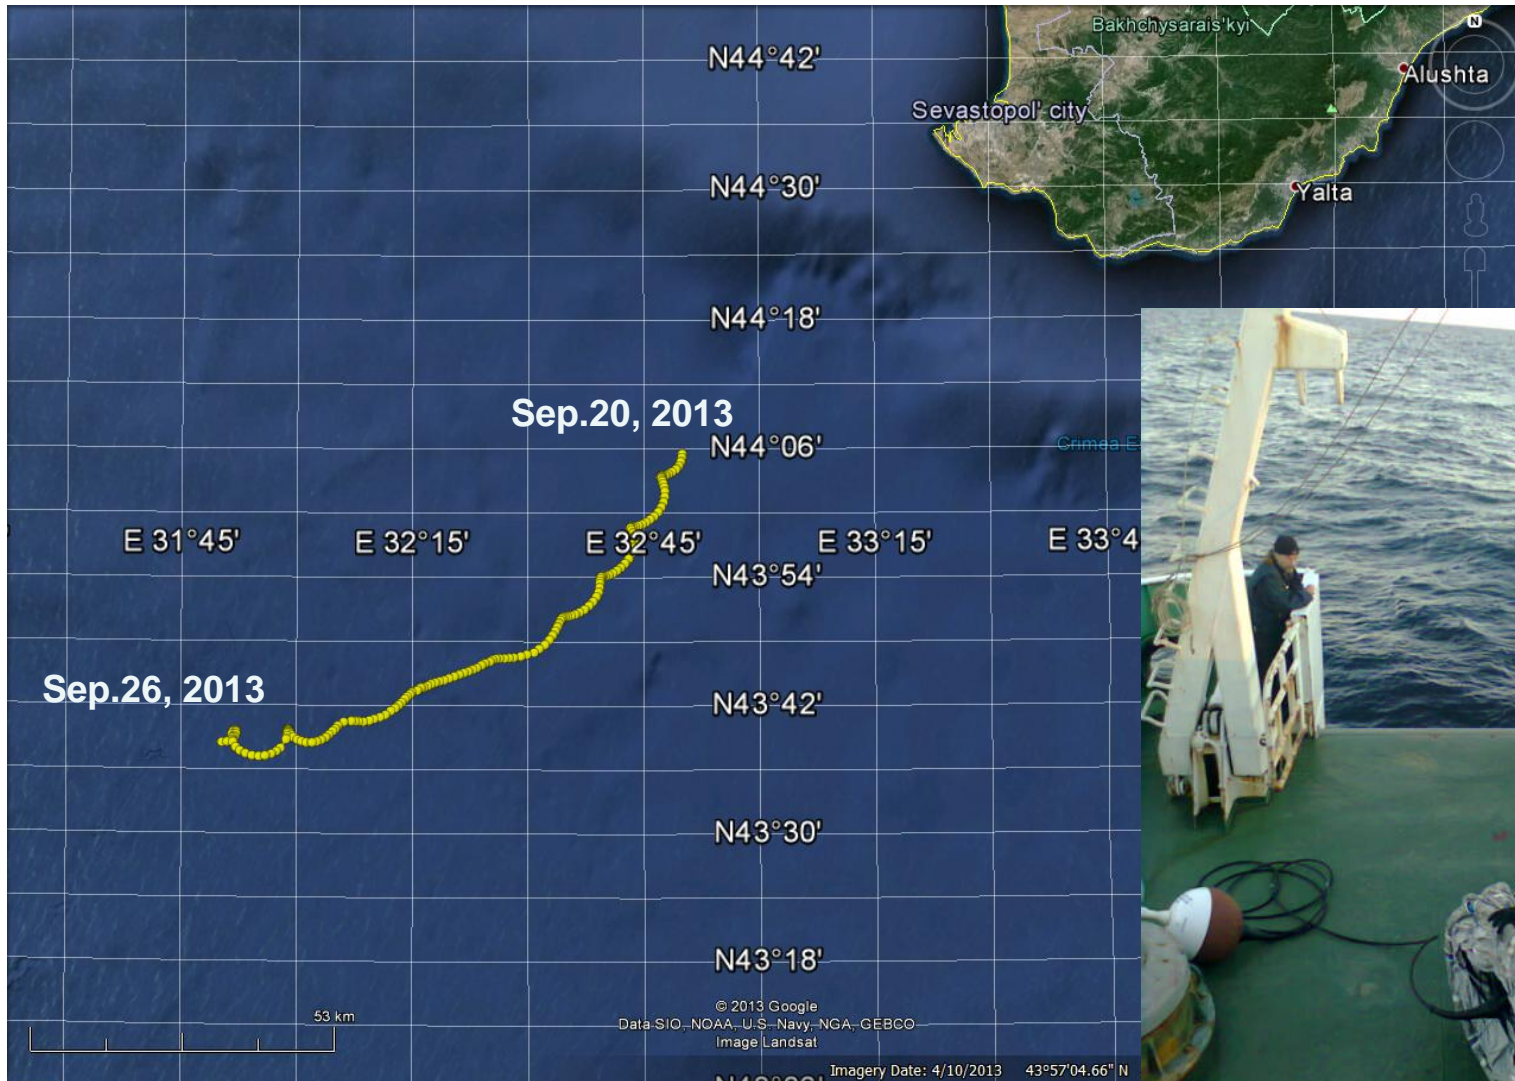 Bakhchysarais'kyi
N
N44°42'
Alushta
Sevastopol' city
N44°30'
Yalta
N44°18'
Sep.20, 2013
N44°06'
Crimea E
E 31°45'
E 32°15'
E 32°45'
E 33°15'
E 33°4
N43°54'
Sep.26, 2013
N43°42'
N43°30'
N43°18'
© 2013 Google
53 km
Data SIO, NOAA, U.S. Navy, NGA, GEBCO
Image Landsat
Imagery Date: 4/10/2013 43°57'04.66" N